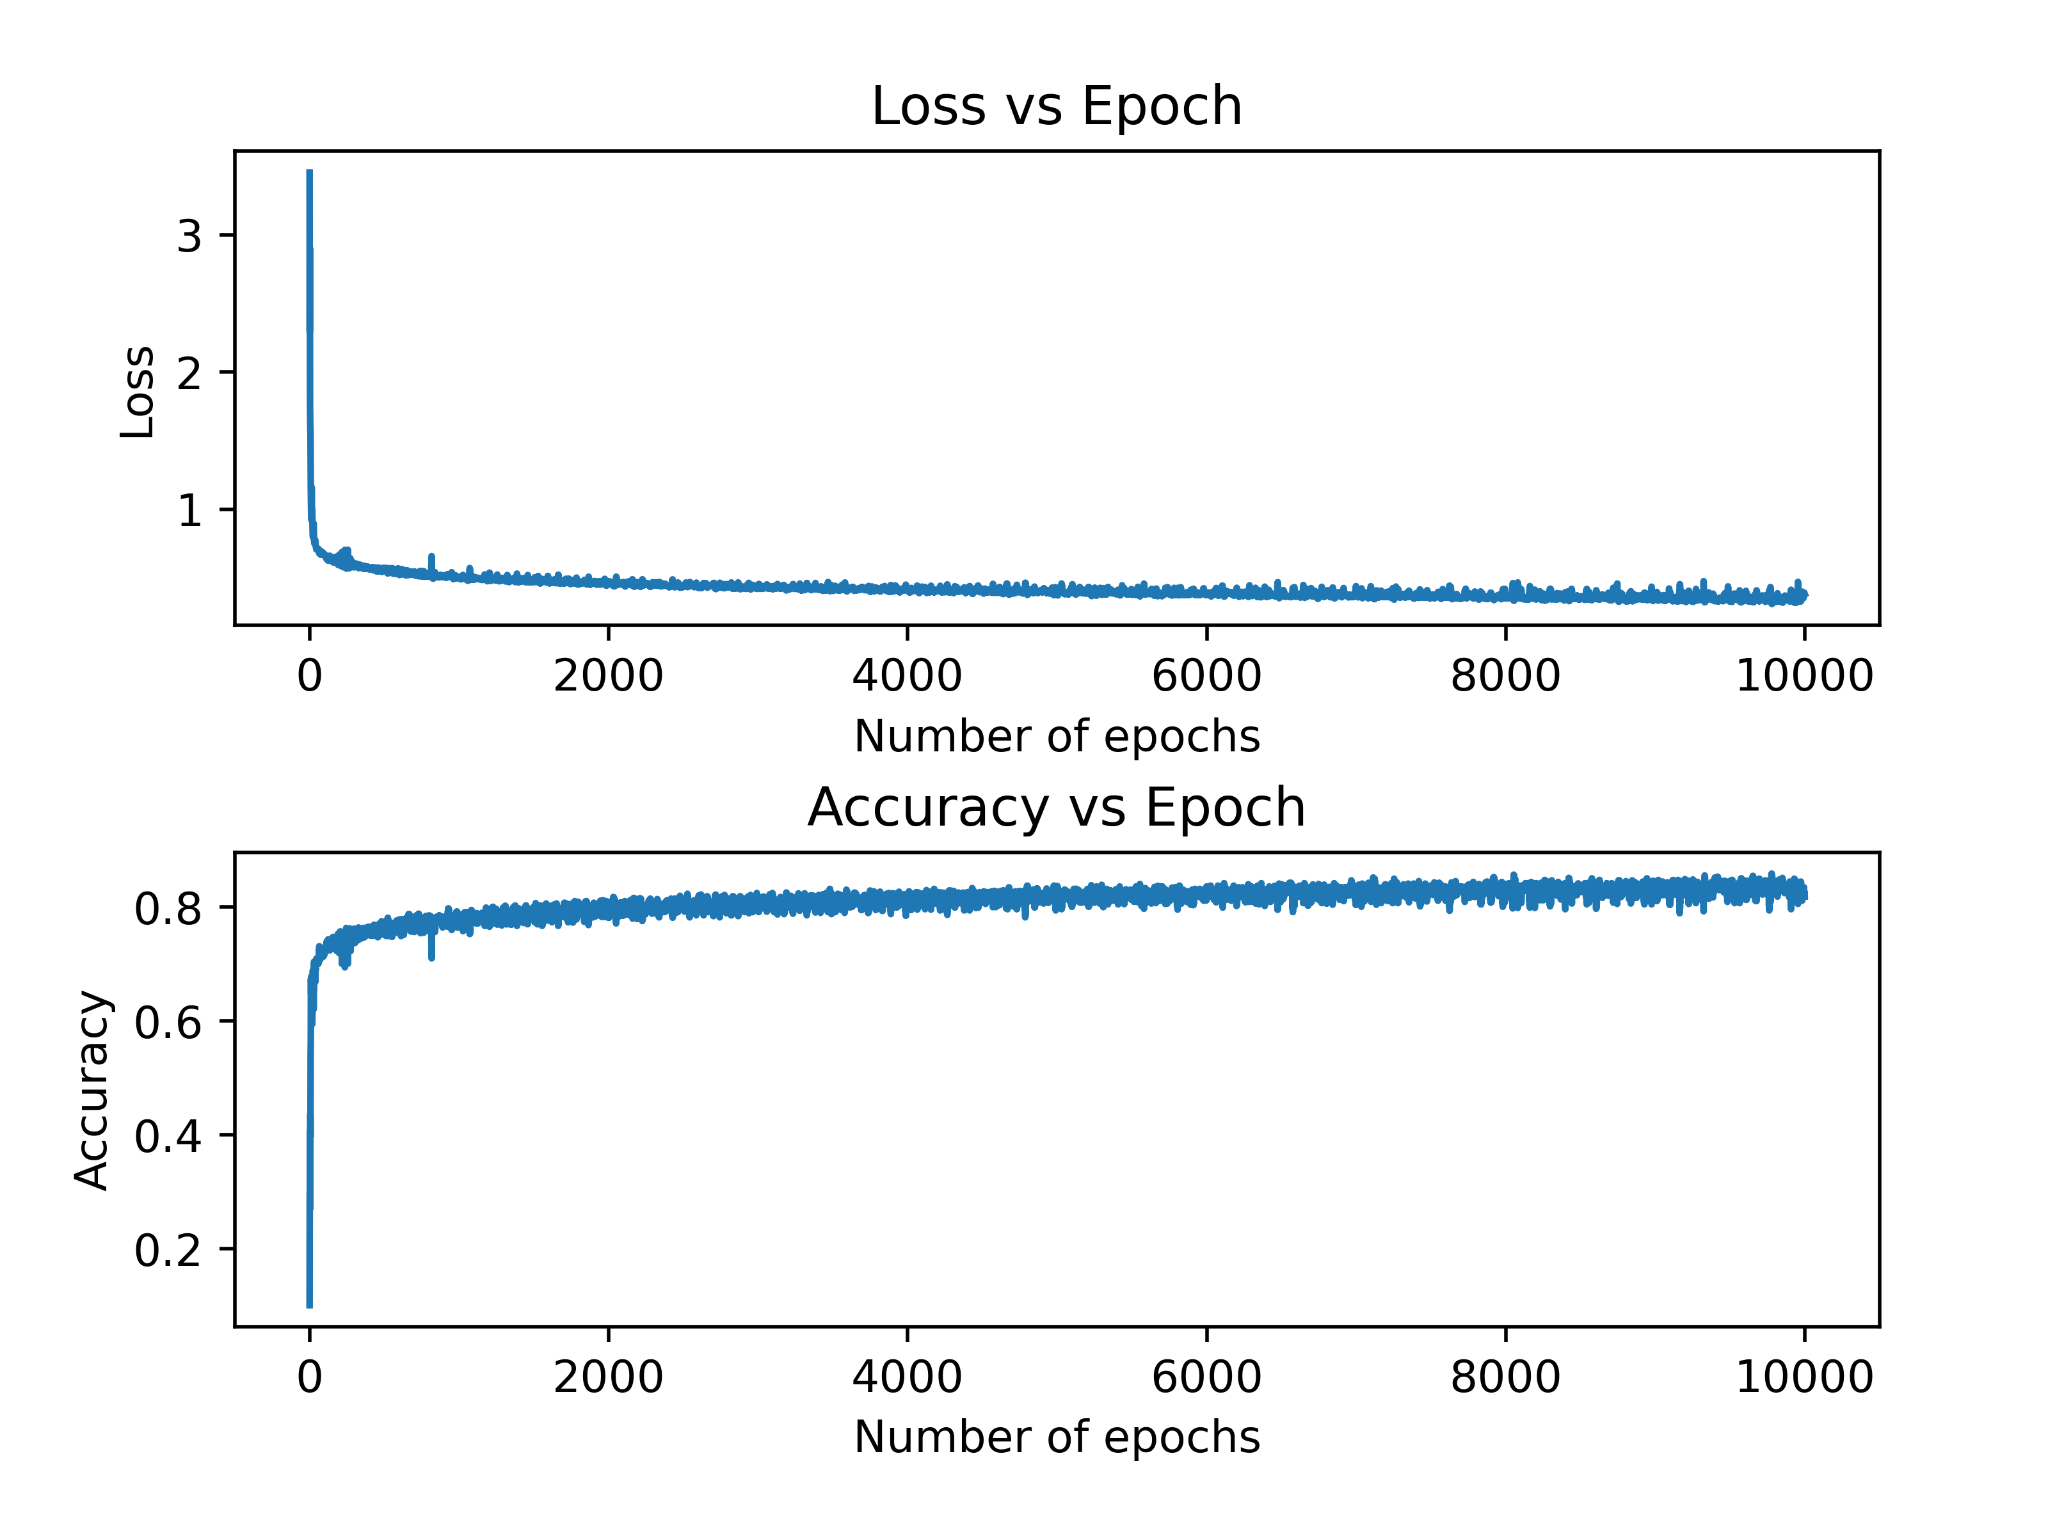 Loss vs Epoch
3
2
1
Loss
0 2000 4000 6000 8000 10000
Number of epochs
Accuracy vs Epoch
0.8
0.6
0.4
0.2
Accuracy
0 2000 4000 6000 8000 10000
Number of epochs